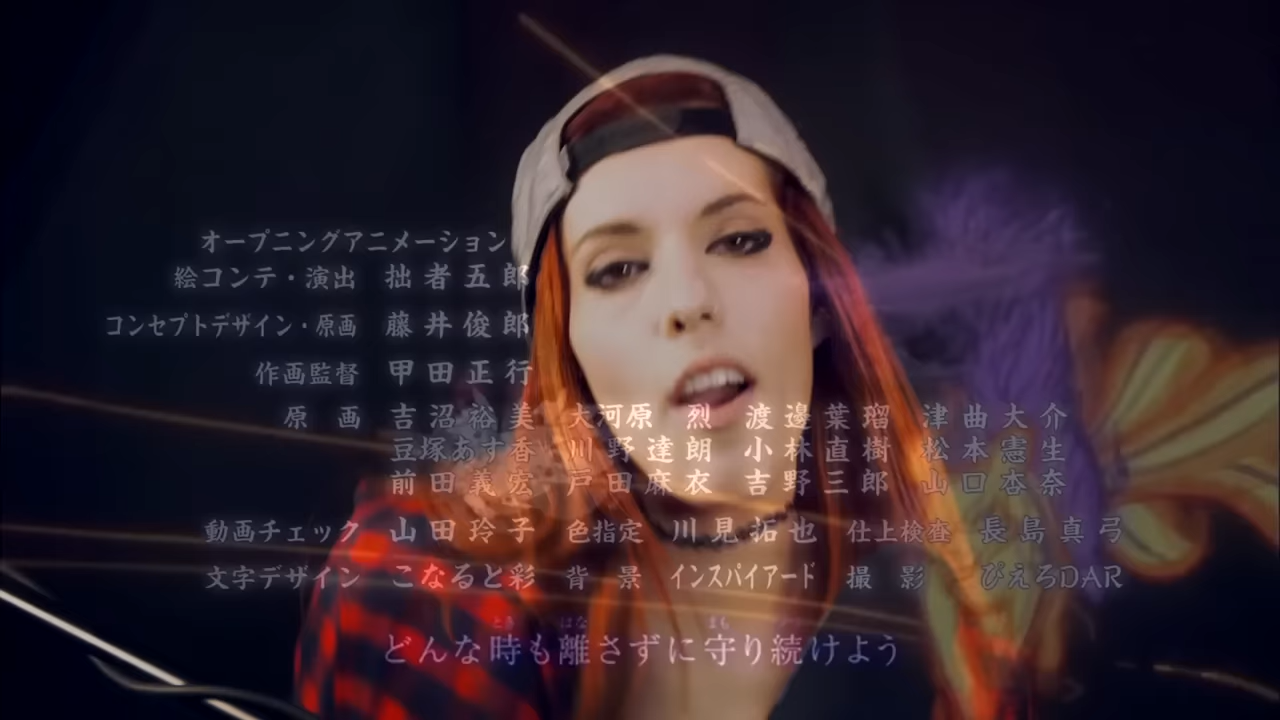 オープニングアニメーション
絵コンテ・演出 拙者五郎
コンセプトデザイン・原画 藤井俊郎
作画監督 甲田正行
原画 吉沼裕美 大河原烈 渡邊葉瑠 津曲大介
豆塚あす香 川野達朗 小林直樹 松本憲生
前田義宏 戸田麻衣 吉野三郎 山口杏奈
動画チェック 山田玲子 色指定 川見拓也 仕上検査 長島真弓
文字デザイン こなると彩 背景 インスパイアード 撮影 ぴえろDAR
とき はな まも
どんな時も離さずに守り続けよう